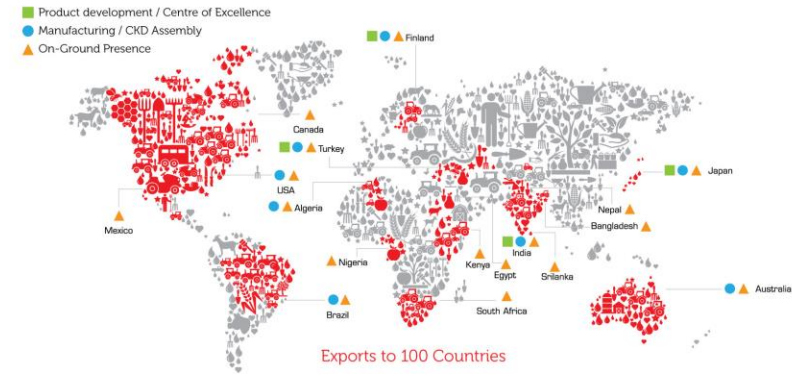 Product development / Centre of Excellence
Manufacturing / CKD Assembly
On-Ground Presence
Finland
Canada
Turkey
Japan
USA
Algeria
Nepal
Mexico
Bangladesh
India
Nigeria
Kenya
Egypt
Srilanka
Australia
Brazil
South Africa
Exports to 100 Countries